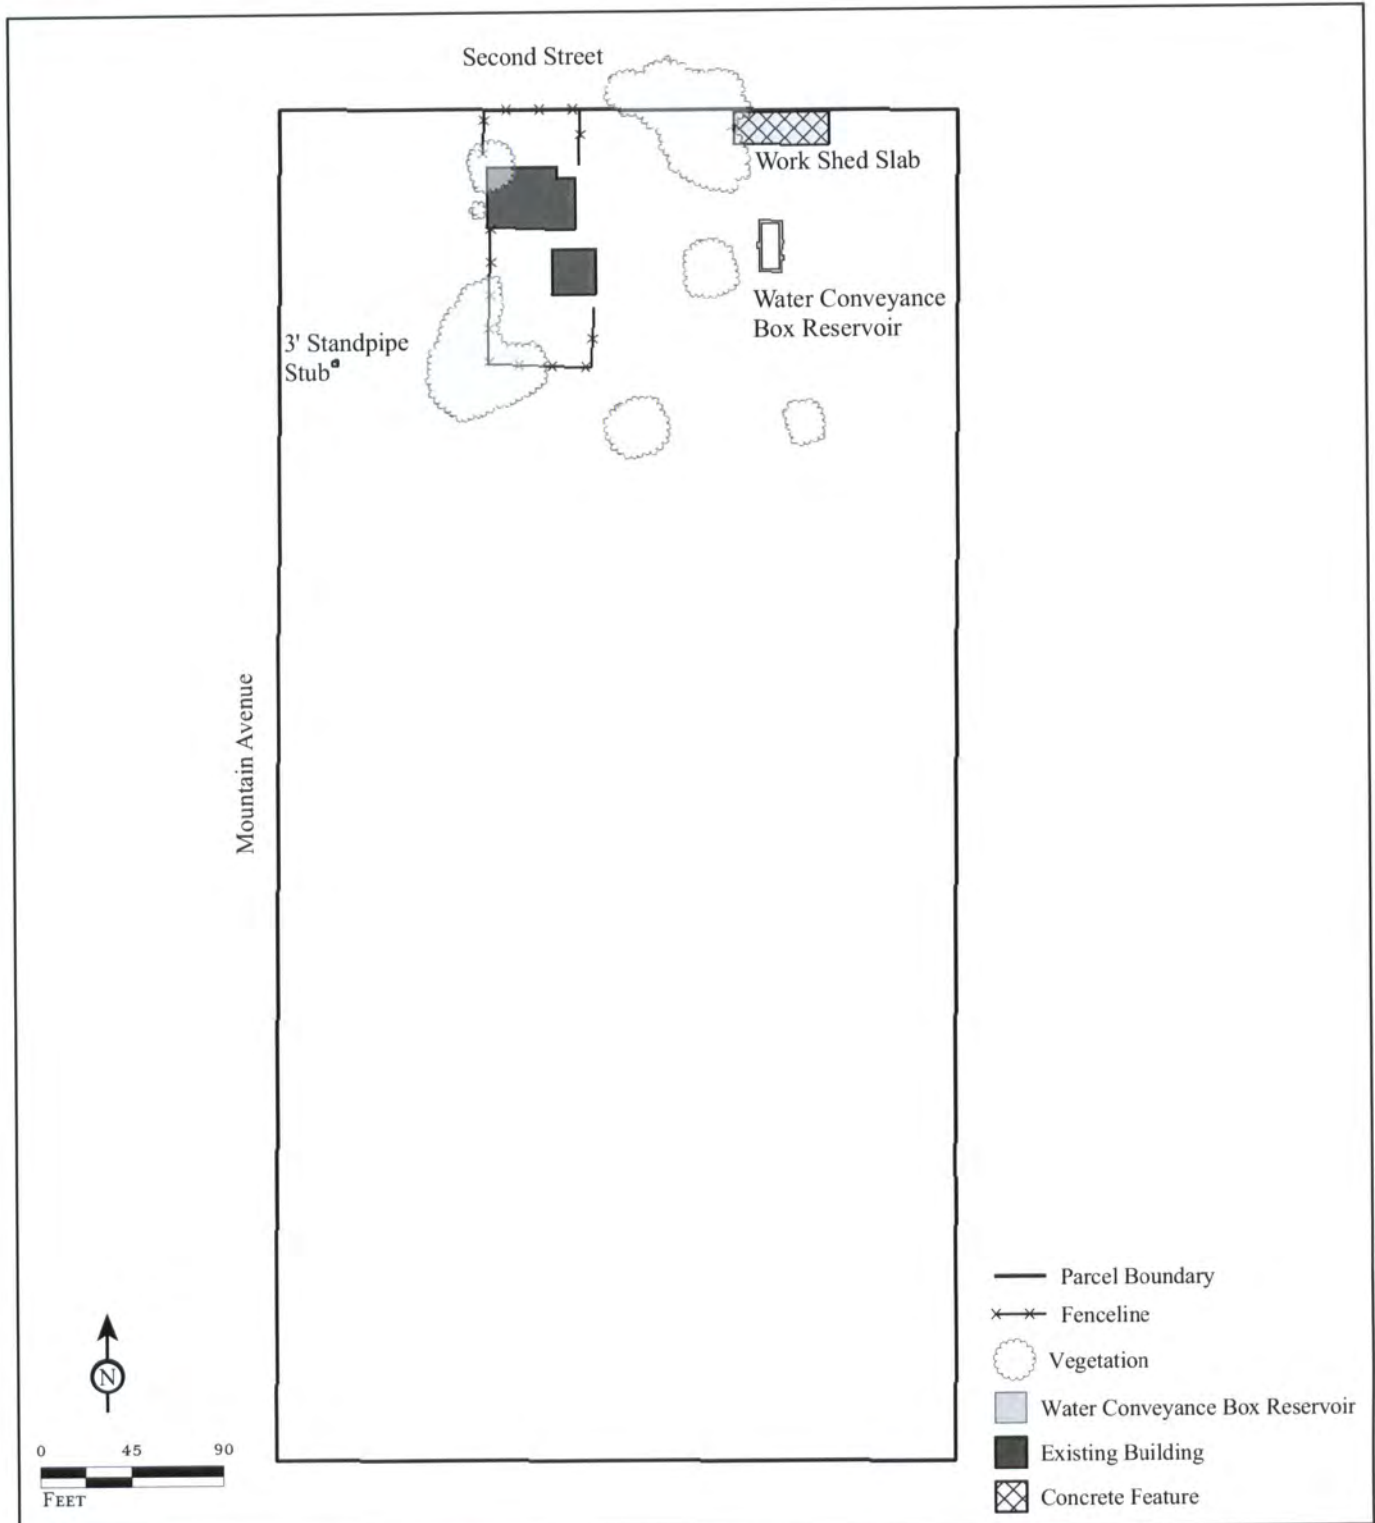 Second Street
Work Shed Slab
Water Conveyance
Box Reservoir
3' Standpipe
Stub
Mountain Avenue
Parcel Boundary
Fenceline
Vegetation
Water Conveyance Box Reservoir
Existing Building
Concrete Feature
N
0 45 90
FEET